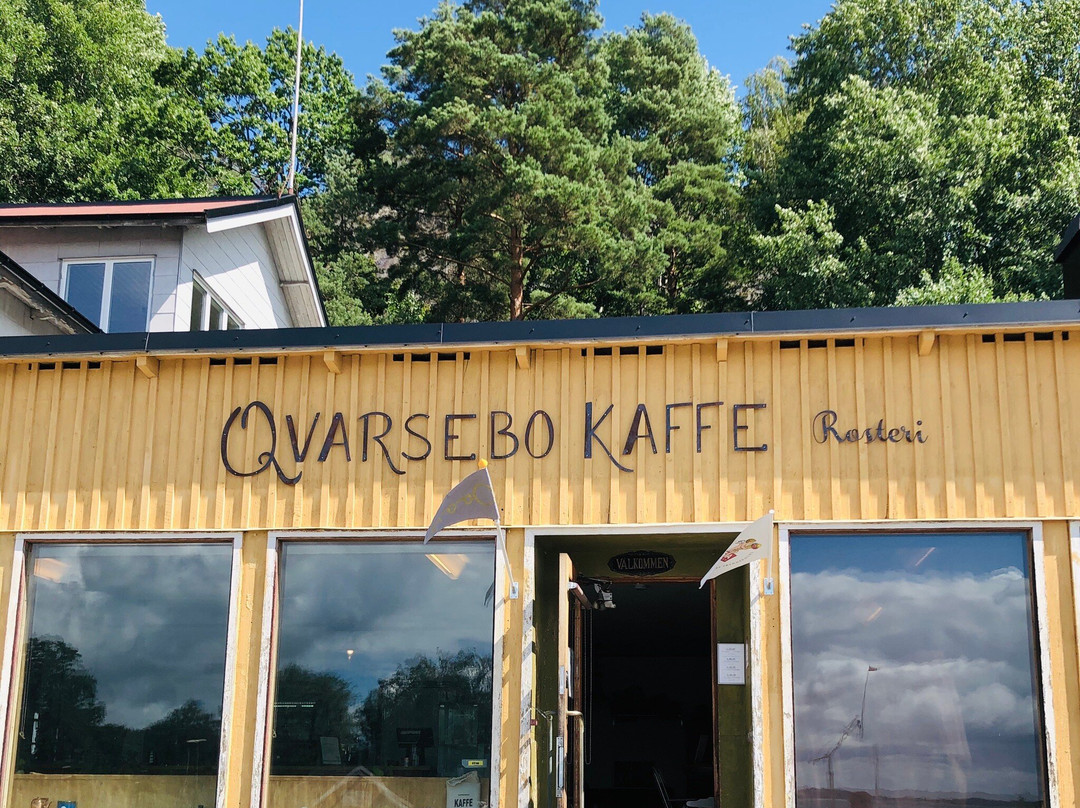 QVARSEBO KAFFE Rosteri
VÄLKOMMEN
KAFFE